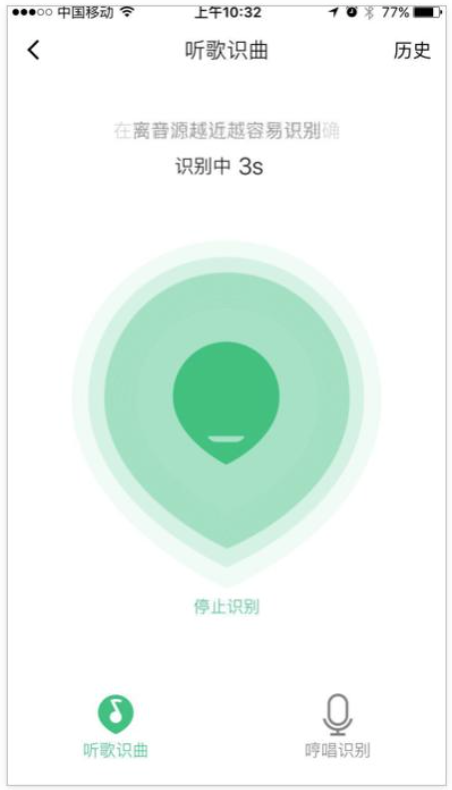 中国移动 上午10:32 77%
听歌识曲 历史
在离音源越近越容易识别确
识别中 3s
停止识别
听歌识曲 哼唱识别